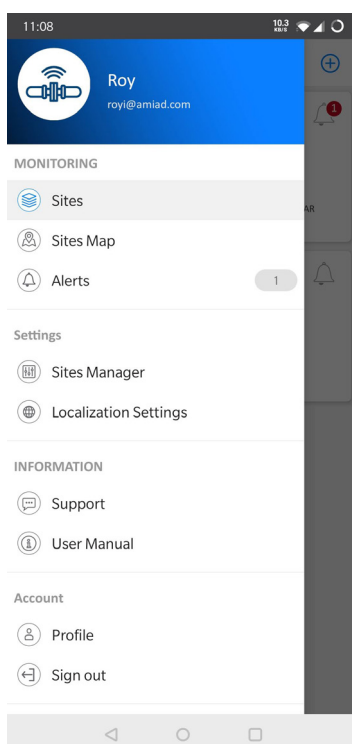 11:08
10.3
KB/S
Roy
royi@amiad.com
1
MONITORING
Sites
AR
Sites Map
Alerts
1
Settings
Sites Manager
Localization Settings
INFORMATION
Support
User Manual
Account
Profile
Sign out